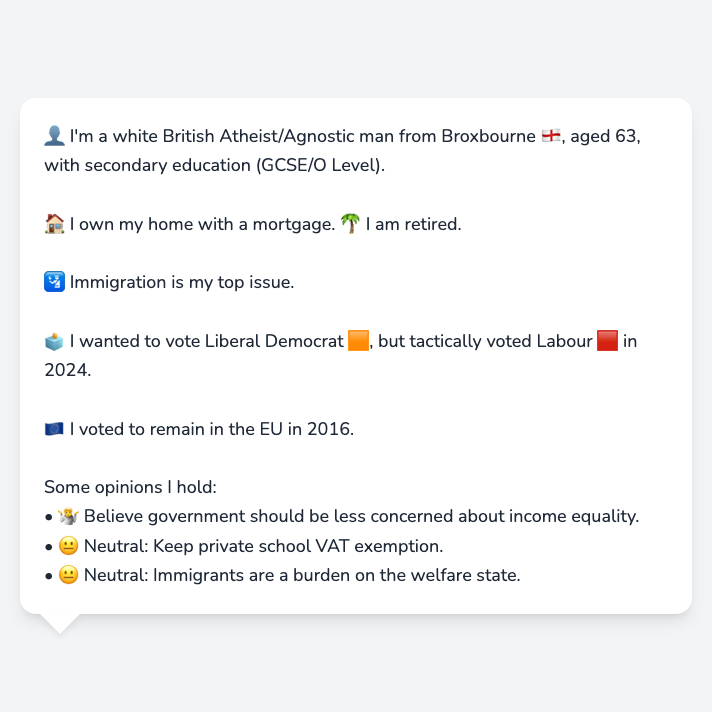 👤 I'm a white British Atheist/Agnostic man from Broxbourne 🏴󠁧󠁢󠁥󠁮󠁧󠁿, aged 63,
with secondary education (GCSE/O Level).
🏠 I own my home with a mortgage. 🌴 I am retired.
🛂 Immigration is my top issue.
🗳️ I wanted to vote Liberal Democrat 🟧, but tactically voted Labour 🟥 in
2024.
🇪🇺 I voted to remain in the EU in 2016.
Some opinions I hold:
• 🤷 Believe government should be less concerned about income equality.
• 😐 Neutral: Keep private school VAT exemption.
• 😐 Neutral: Immigrants are a burden on the welfare state.